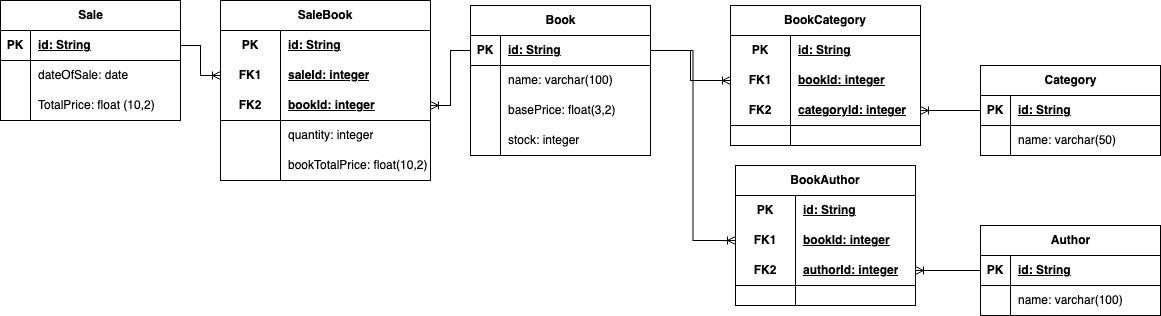 Sale
PK id: String
dateOfSale: date
TotalPrice: float (10,2)
SaleBook
PK id: String
FK1 saleId: integer
FK2 bookId: integer
quantity: integer
bookTotalPrice: float(10,2)
Book
PK id: String
name: varchar(100)
basePrice: float(3,2)
stock: integer
BookCategory
PK id: String
FK1 bookId: integer
FK2 categoryId: integer
Category
PK id: String
name: varchar(50)
BookAuthor
PK id: String
FK1 bookId: integer
FK2 authorId: integer
Author
PK id: String
name: varchar(100)